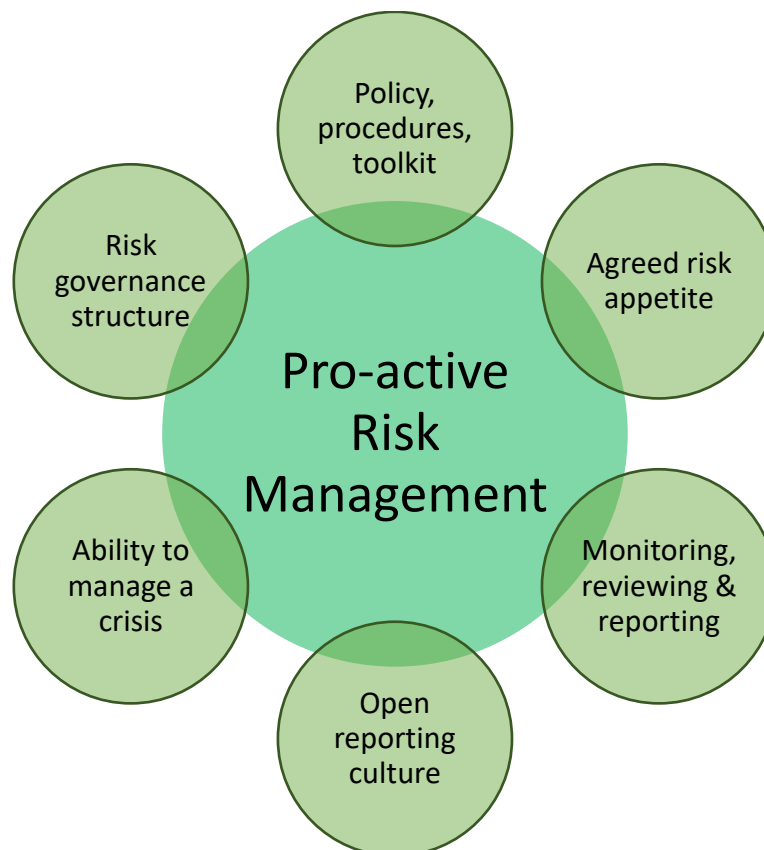 Policy,
procedures,
toolkit
Risk
governance
structure
Agreed risk
appetite
Pro-active
Risk
Management
Ability to
manage a
crisis
Monitoring,
reviewing &
reporting
Open
reporting
culture